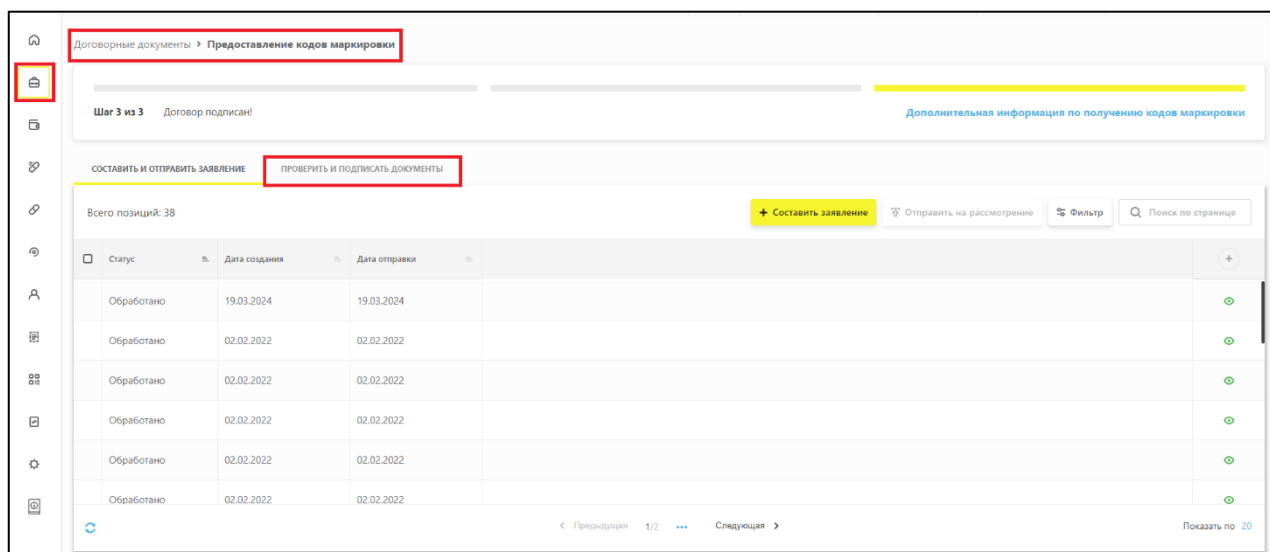 Договорные документы > Предоставление кодов маркировки
Шаг 3 из 3 Договор подписан! Дополнительная информация по получению кодов маркировки
СОСТАВИТЬ И ОТПРАВИТЬ ЗАЯВЛЕНИЕ ПРОВЕРИТЬ И ПОДПИСАТЬ ДОКУМЕНТЫ
Всего позиций: 38 + Составить заявление Отправить на рассмотрение Фильтр Поиск по странице
Статус Дата создания Дата отправки
Обработано 19.03.2024 19.03.2024
Обработано 02.02.2022 02.02.2022
Обработано 02.02.2022 02.02.2022
Обработано 02.02.2022 02.02.2022
Обработано 02.02.2022 02.02.2022
Обработано 02.02.2022 02.02.2022
< Предыдущая 1/2 ••• Следующая > Показать по 20